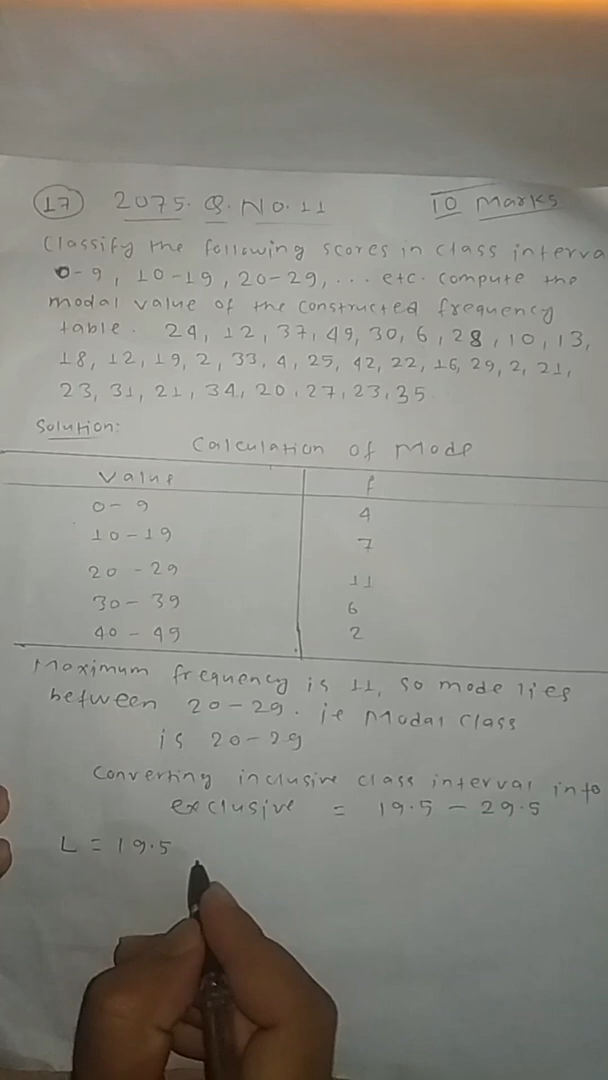 17 2075. Q. No. 11 10 Marks
Classify the following scores in class interva
0-9, 10-19, 20-29, ... etc. compute the
modal value of the constructed frequency
table. 24, 12, 37, 49, 30, 6, 28, 10, 13,
18, 12, 19, 2, 33, 4, 25, 42, 22, 16, 29, 2, 21,
23, 31, 21, 34, 20, 27, 23, 35.
Solution:
Calculation of Mode
Value f
0-9 4
10-19 7
20-29 11
30-39 6
40-49 2
Maximum frequency is 11, so mode lies
between 20-29. ie Modal class
is 20-29
Converting inclusive class interval into
exclusive = 19.5-29.5
L = 19.5